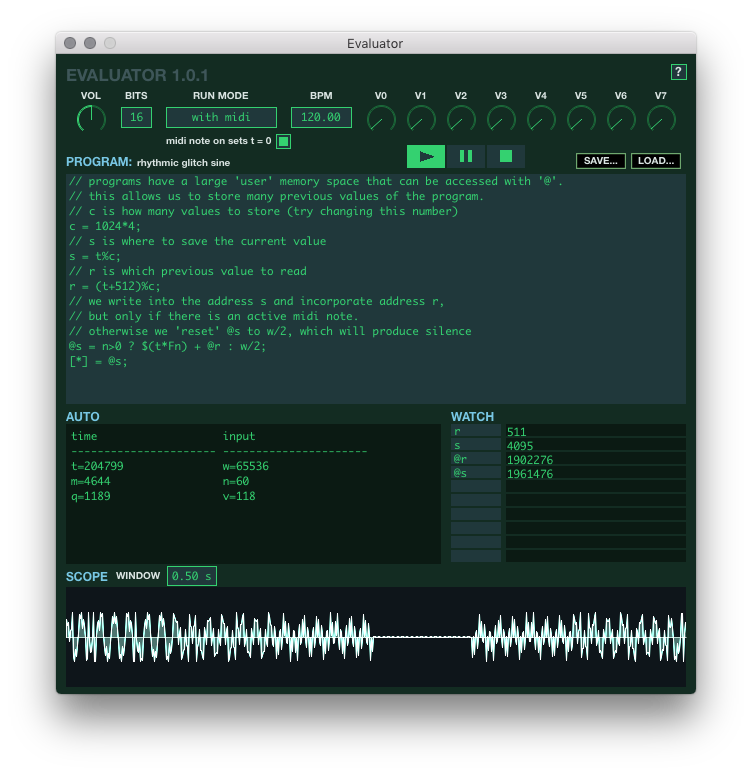 Evaluator
EVALUATOR 1.0.1
?
VOL BITS RUN MODE BPM V0 V1 V2 V3 V4 V5 V6 V7
16 with midi 120.00
midi note on sets t = 0
PROGRAM: rhythmic glitch sine
SAVE... LOAD...
// programs have a large 'user' memory space that can be accessed with '@'.
// this allows us to store many previous values of the program.
// c is how many values to store (try changing this number)
c = 1024*4;
// s is where to save the current value
s = t%c;
// r is which previous value to read
r = (t+512)%c;
// we write into the address s and incorporate address r,
// but only if there is an active midi note.
// otherwise we 'reset' @s to w/2, which will produce silence
@s = n>0 ? $(t*Fn) + @r : w/2;
[*] = @s;
AUTO
time input
-------------------- --------------------
t=204799 w=65536
m=4644 n=60
q=1189 v=118
WATCH
r 511
s 4095
@r 1902276
@s 1961476
SCOPE WINDOW 0.50 s